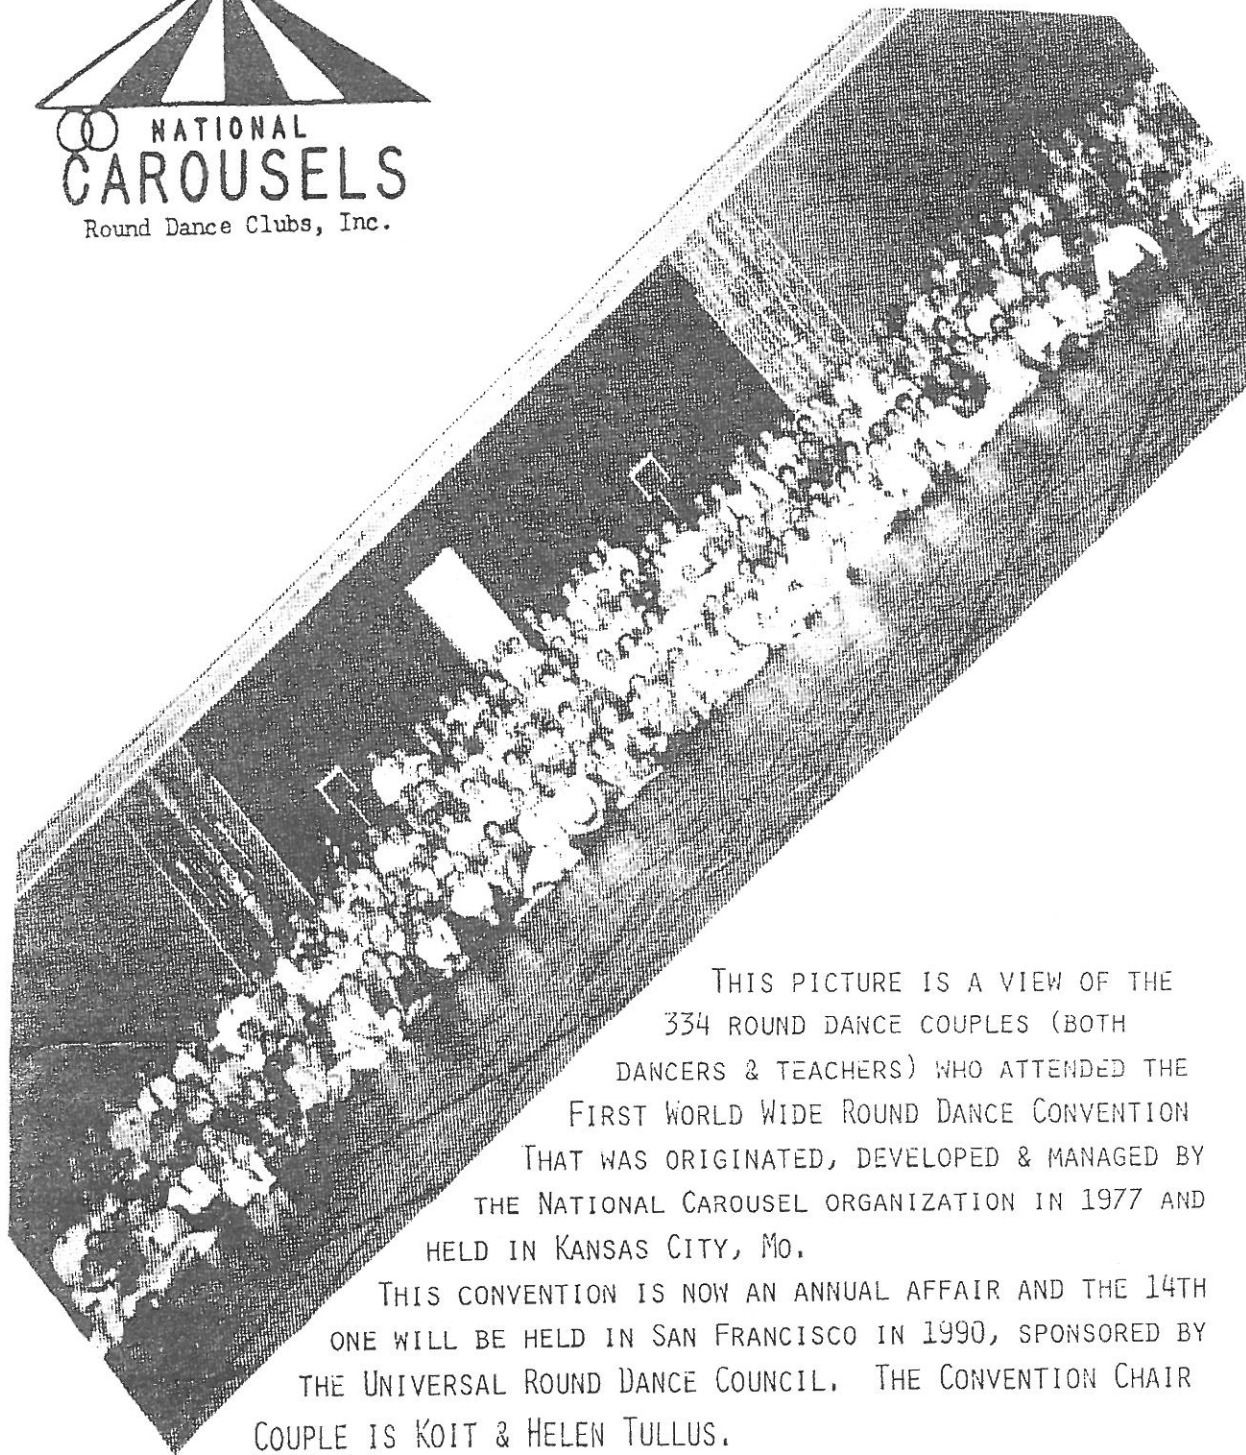 NATIONAL
CAROUSELS
Round Dance Clubs, Inc.
THIS PICTURE IS A VIEW OF THE
334 ROUND DANCE COUPLES (BOTH
DANCERS & TEACHERS) WHO ATTENDED THE
FIRST WORLD WIDE ROUND DANCE CONVENTION
THAT WAS ORIGINATED, DEVELOPED & MANAGED BY
THE NATIONAL CAROUSEL ORGANIZATION IN 1977 AND
HELD IN KANSAS CITY, MO.
THIS CONVENTION IS NOW AN ANNUAL AFFAIR AND THE 14TH
ONE WILL BE HELD IN SAN FRANCISCO IN 1990, SPONSORED BY
THE UNIVERSAL ROUND DANCE COUNCIL. THE CONVENTION CHAIR
COUPLE IS KOIT & HELEN TULLUS.